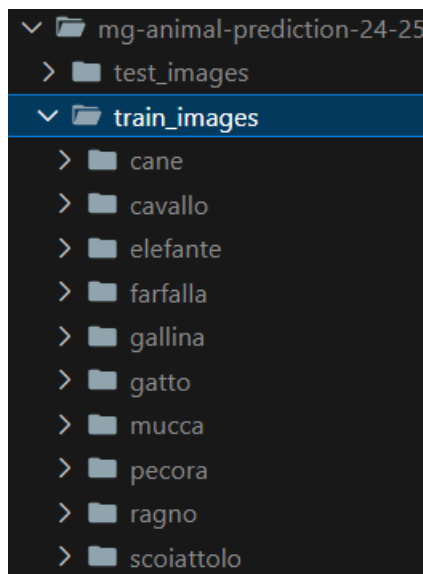 mg-animal-prediction-24-25
test_images
train_images
cane
cavallo
elefante
farfalla
gallina
gatto
mucca
pecora
ragno
scoiattolo